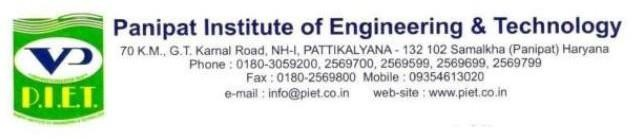 Panipat Institute of Engineering & Technology
70 K.M., G.T. Karnal Road, NH-I, PATTIKALYANA - 132 102 Samalkha (Panipat) Haryana
Phone : 0180-3059200, 2569700, 2569599, 2569699, 2569799
Fax : 0180-2569800 Mobile : 09354613020
e-mail : info@piet.co.in web-site : www.piet.co.in
VP
P.I.E.T.